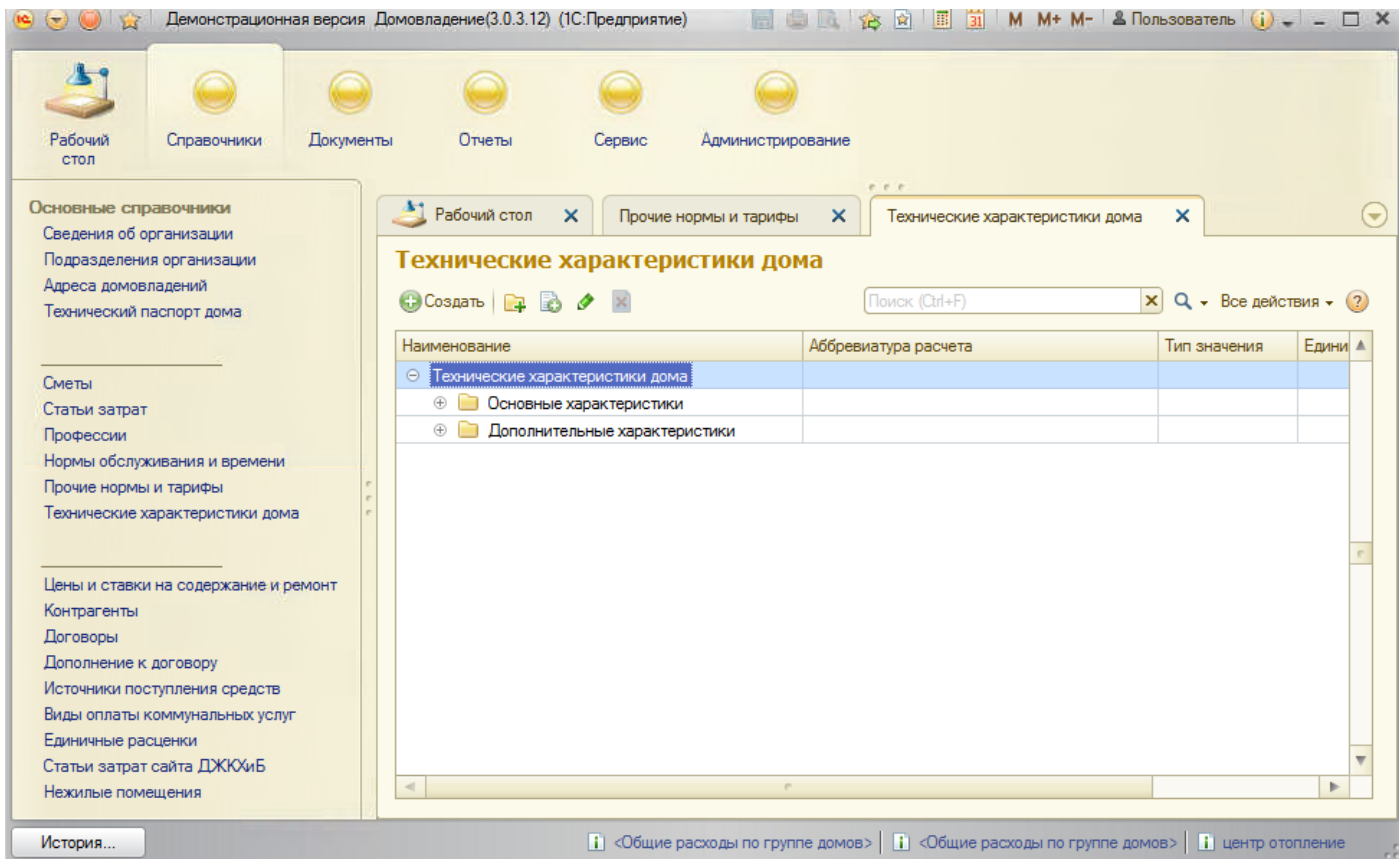 Демонстрационная версия Домовладение(3.0.3.12) (1С:Предприятие)
31 M M+ M- Пользователь
Рабочий стол
Справочники
Документы
Отчеты
Сервис
Администрирование
Основные справочники
Сведения об организации
Подразделения организации
Адреса домовладений
Технический паспорт дома
Сметы
Статьи затрат
Профессии
Нормы обслуживания и времени
Прочие нормы и тарифы
Технические характеристики дома
Цены и ставки на содержание и ремонт
Контрагенты
Договоры
Дополнение к договору
Источники поступления средств
Виды оплаты коммунальных услуг
Единичные расценки
Статьи затрат сайта ДЖКХиБ
Нежилые помещения
Рабочий стол
Прочие нормы и тарифы
Технические характеристики дома
Технические характеристики дома
Создать
Поиск (Ctrl+F)
Все действия
Наименование Аббревиатура расчета Тип значения Едини
Технические характеристики дома
Основные характеристики
Дополнительные характеристики
История...
<Общие расходы по группе домов>
<Общие расходы по группе домов>
центр отопление